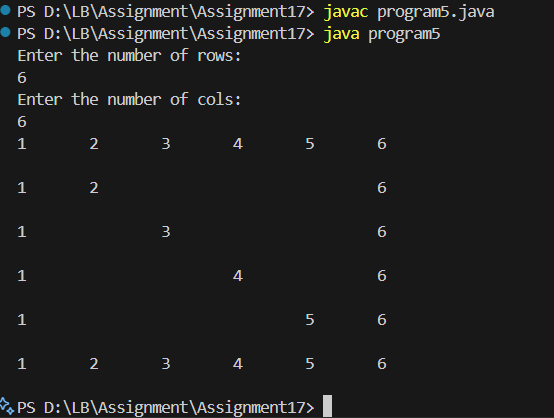 PS D:\LB\Assignment\Assignment17> javac program5.java
PS D:\LB\Assignment\Assignment17> java program5
Enter the number of rows:
6
Enter the number of cols:
6
1 2 3 4 5 6
1 2 6
1 3 6
1 4 6
1 5 6
1 2 3 4 5 6
PS D:\LB\Assignment\Assignment17>